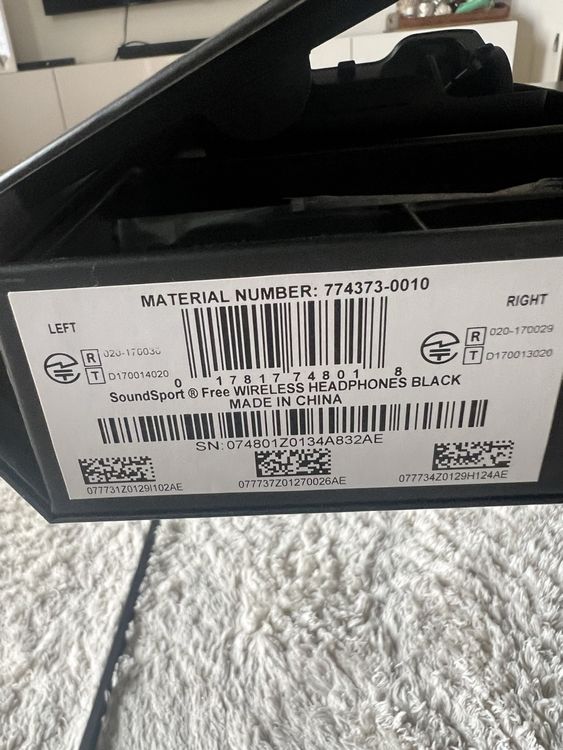 MATERIAL NUMBER: 774373-0010
LEFT
RIGHT
R 020-170030
T D170014020
R 020-170029
T D170013020
0 17817 74801 8
SoundSport ® Free WIRELESS HEADPHONES BLACK
MADE IN CHINA
SN: 074801Z0134A832AE
077731Z0129I102AE
077737Z01270026AE
077734Z0129H124AE